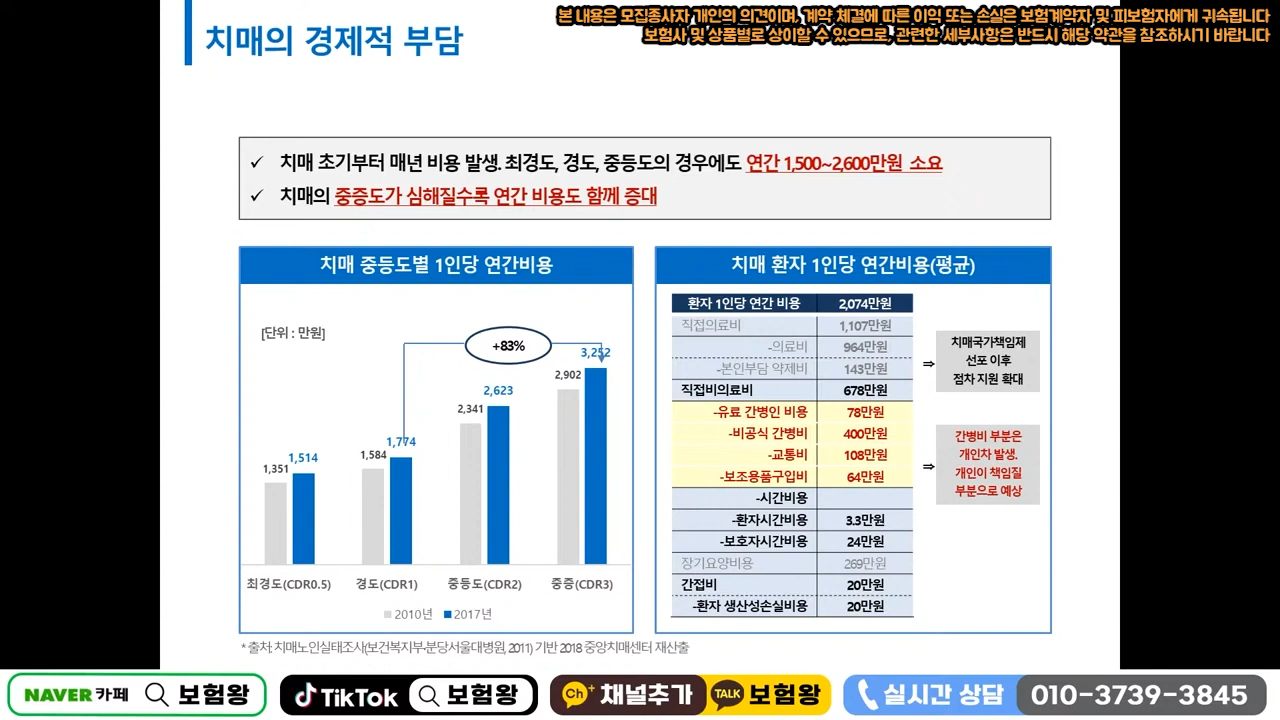 본 내용은 모집종사자 개인의 의견이며, 계약 체결에 따른 이익 또는 손실은 보험계약자 및 피보험자에게 귀속됩니다
보험사 및 상품별로 상이할 수 있으므로, 관련한 세부사항은 반드시 해당 약관을 참조하시기 바랍니다
치매의 경제적 부담
✓ 치매 초기부터 매년 비용 발생. 최경도, 경도, 중등도의 경우에도 연간 1,500~2,600만원 소요
✓ 치매의 중증도가 심해질수록 연간 비용도 함께 증대
치매 중등도별 1인당 연간비용
[단위 : 만원]
+83%
1,351 1,514
1,584 1,774
2,341 2,623
2,902 3,252
최경도(CDR0.5) 경도(CDR1) 중등도(CDR2) 중증(CDR3)
2010년 2017년
치매 환자 1인당 연간비용(평균)
환자 1인당 연간 비용 2,074만원
직접의료비 1,107만원
-의료비 964만원
-본인부담 약제비 143만원
직접비의료비 678만원
-유료 간병인 비용 78만원
-비공식 간병비 400만원
-교통비 108만원
-보조용품구입비 64만원
-시간비용
-환자시간비용 3.3만원
-보호자시간비용 24만원
장기요양비용 269만원
간접비 20만원
-환자 생산성손실비용 20만원
⇒ 치매국가책임제
선포 이후
점차 지원 확대
⇒ 간병비 부분은
개인차 발생.
개인이 책임질
부분으로 예상
* 출처: 치매노인실태조사(보건복지부-분당서울대병원, 2011) 기반 2018 중앙치매센터 재산출
NAVER 카페 보험왕
TikTok 보험왕
Ch+ 채널추가 TALK 보험왕
실시간 상담 010-3739-3845